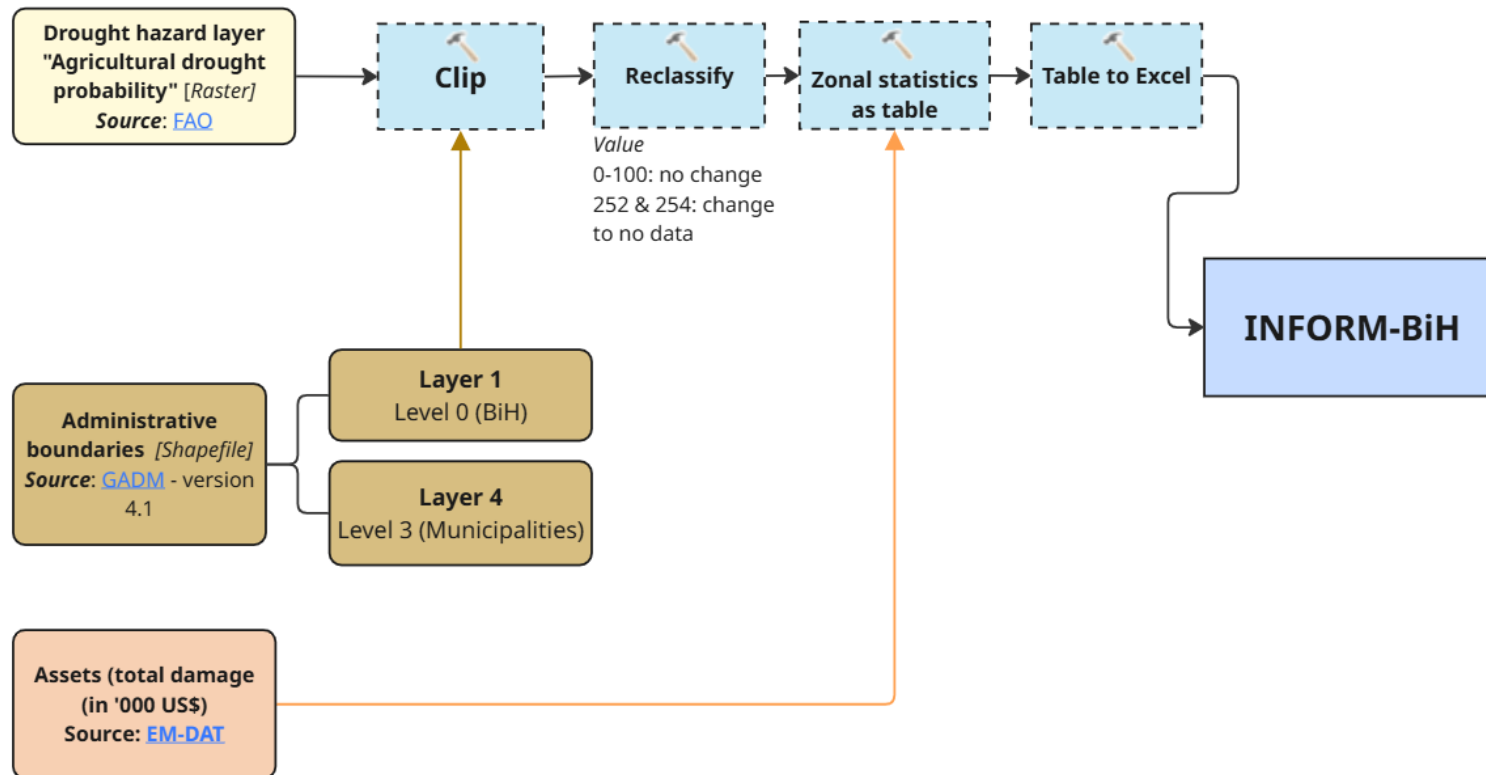 Drought hazard layer
"Agricultural drought
probability" [Raster]
Source: FAO
Clip
Reclassify
Zonal statistics
as table
Table to Excel
Value
0-100: no change
252 & 254: change
to no data
INFORM-BiH
Layer 1
Level 0 (BiH)
Administrative
boundaries [Shapefile]
Source: GADM - version
4.1
Layer 4
Level 3 (Municipalities)
Assets (total damage
(in '000 US$)
Source: EM-DAT